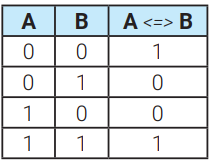 A B A <=> B
0 0 1
0 1 0
1 0 0
1 1 1